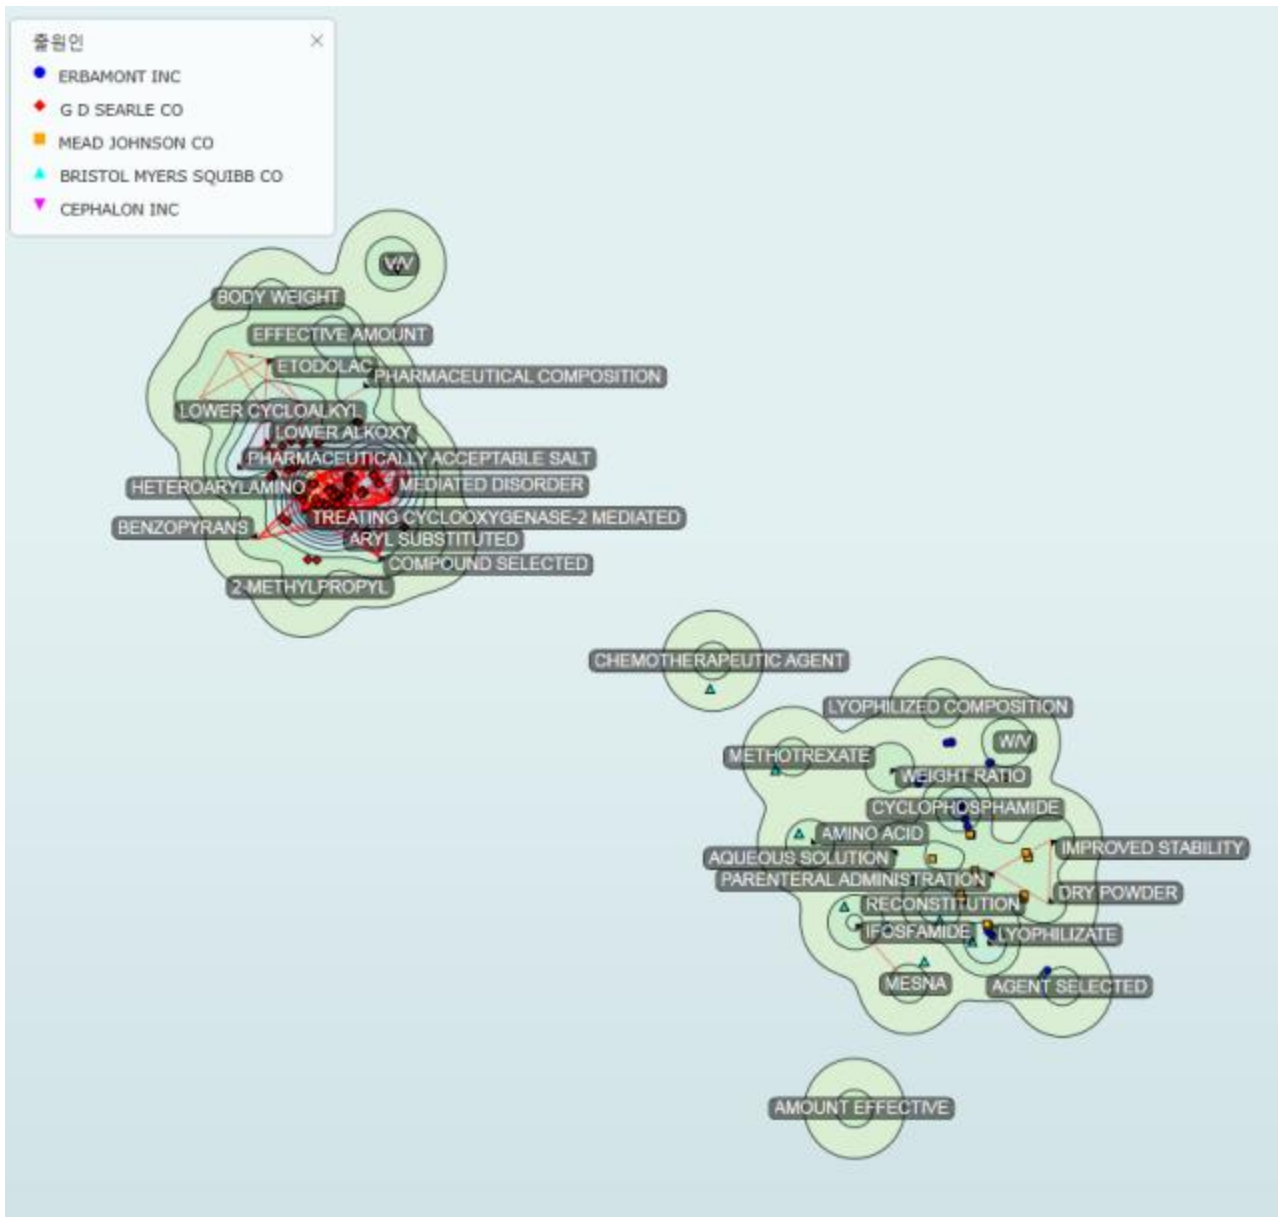 출원인
ERBAMONT INC
G D SEARLE CO
MEAD JOHNSON CO
BRISTOL MYERS SQUIBB CO
CEPHALON INC
V/V
BODY WEIGHT
EFFECTIVE AMOUNT
ETODOLAC
PHARMACEUTICAL COMPOSITION
LOWER CYCLOALKYL
LOWER ALKOXY
PHARMACEUTICALLY ACCEPTABLE SALT
HETEROARYLAMINO
MEDIATED DISORDER
TREATING CYCLOOXYGENASE-2 MEDIATED
BENZOPYRANS
ARYL SUBSTITUTED
COMPOUND SELECTED
2-METHYLPROPYL
CHEMOTHERAPEUTIC AGENT
LYOPHILIZED COMPOSITION
W/V
METHOTREXATE
WEIGHT RATIO
CYCLOPHOSPHAMIDE
AMINO ACID
IMPROVED STABILITY
AQUEOUS SOLUTION
PARENTERAL ADMINISTRATION
DRY POWDER
RECONSTITUTION
IFOSFAMIDE
LYOPHILIZATE
MESNA
AGENT SELECTED
AMOUNT EFFECTIVE